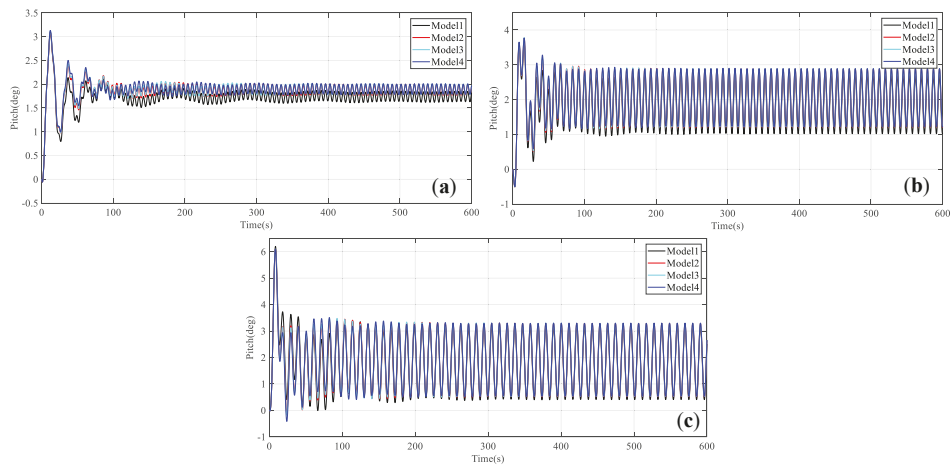 3.5
3
2.5
2
1.5
1
0.5
0
-0.5
Pitch(deg)
0 100 200 300 400 500 600
Time(s)
Model1
Model2
Model3
Model4
(a)
4
3
2
1
0
-1
Pitch(deg)
0 100 200 300 400 500 600
Time(s)
Model1
Model2
Model3
Model4
(b)
6
5
4
3
2
1
0
-1
Pitch(deg)
0 100 200 300 400 500 600
Time(s)
Model1
Model2
Model3
Model4
(c)